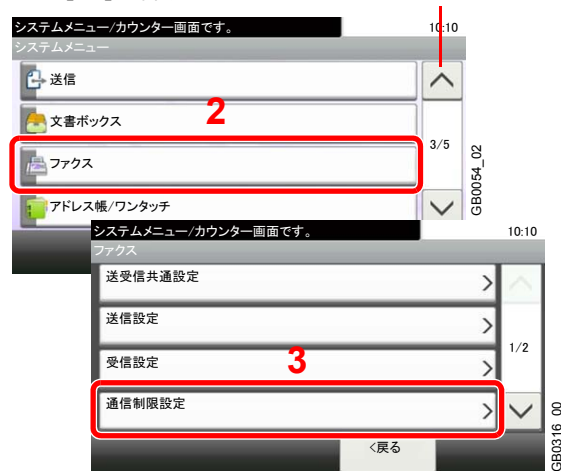 システムメニュー/カウンター画面です。
10:10
システムメニュー
送信
文書ボックス
2
3/5
ファクス
アドレス帳/ワンタッチ
GB0054_02
システムメニュー/カウンター画面です。
10:10
ファクス
送受信共通設定
送信設定
1/2
受信設定
3
通信制限設定
<戻る
GB0316_00